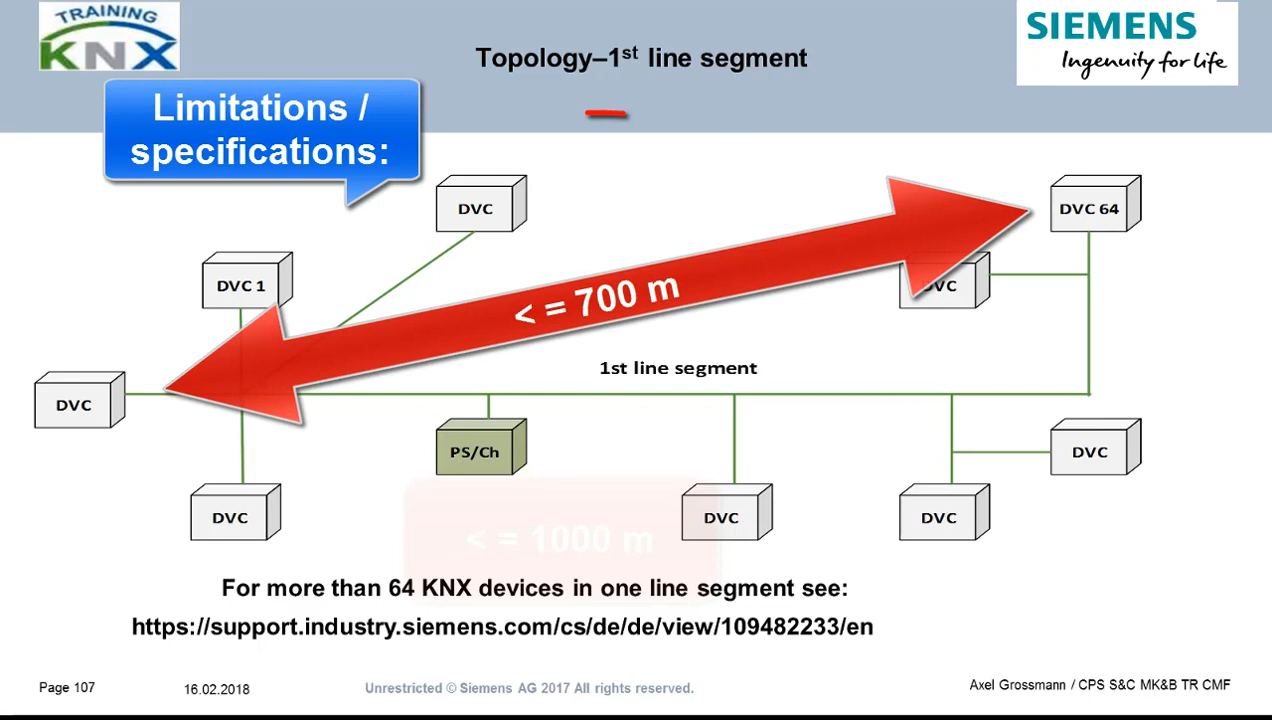 TRAINING
KNX
SIEMENS
Ingenuity for life
Topology–1st line segment
Limitations /
specifications:
DVC
DVC 64
DVC 1
DVC
< = 700 m
1st line segment
DVC
PS/Ch
DVC
DVC
DVC
DVC
< = 1000 m
For more than 64 KNX devices in one line segment see:
https://support.industry.siemens.com/cs/de/de/view/109482233/en
Page 107
16.02.2018
Unrestricted © Siemens AG 2017 All rights reserved.
Axel Grossmann / CPS S&C MK&B TR CMF